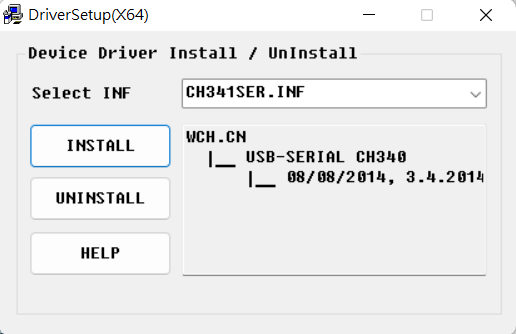 DriverSetup(X64)
Device Driver Install / UnInstall
Select INF
CH341SER.INF
INSTALL
UNINSTALL
HELP
WCH.CN
|__ USB-SERIAL CH340
|__ 08/08/2014, 3.4.2014